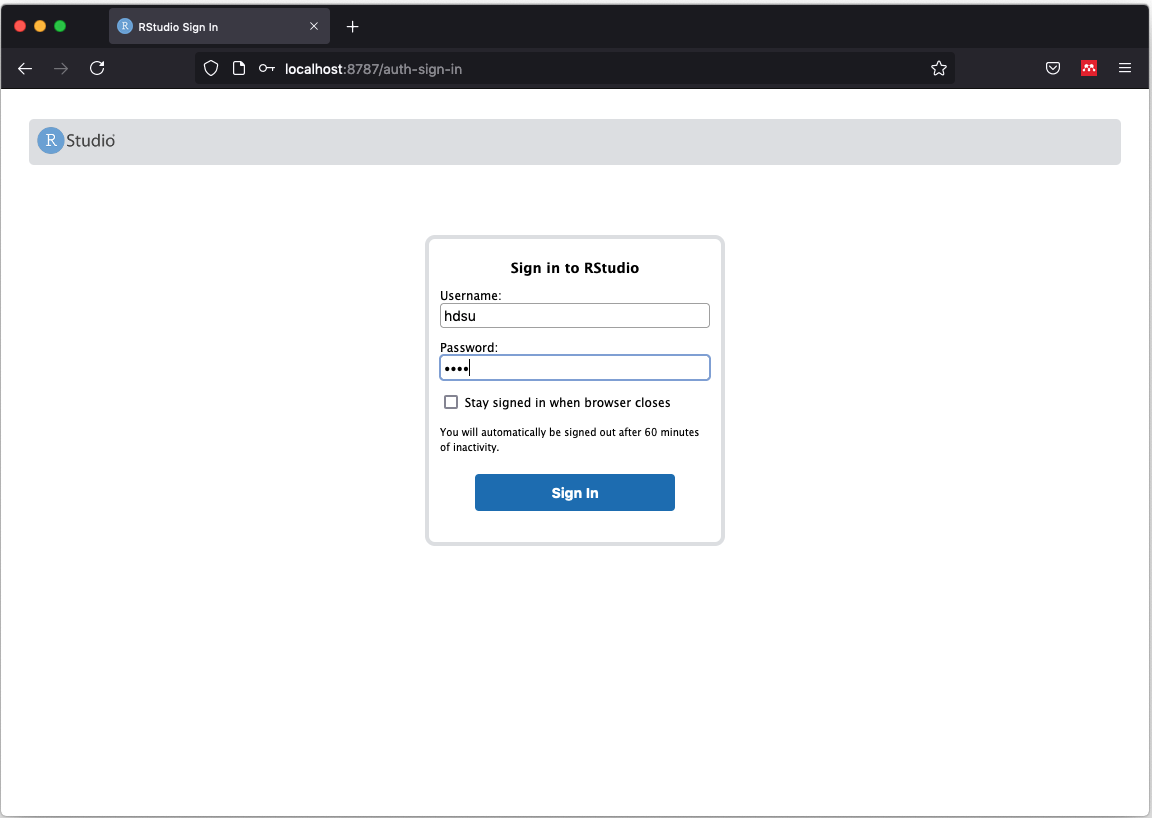 R RStudio Sign In
localhost:8787/auth-sign-in
R Studio
Sign in to RStudio
Username:
hdsu
Password:
••••
Stay signed in when browser closes
You will automatically be signed out after 60 minutes
of inactivity.
Sign In